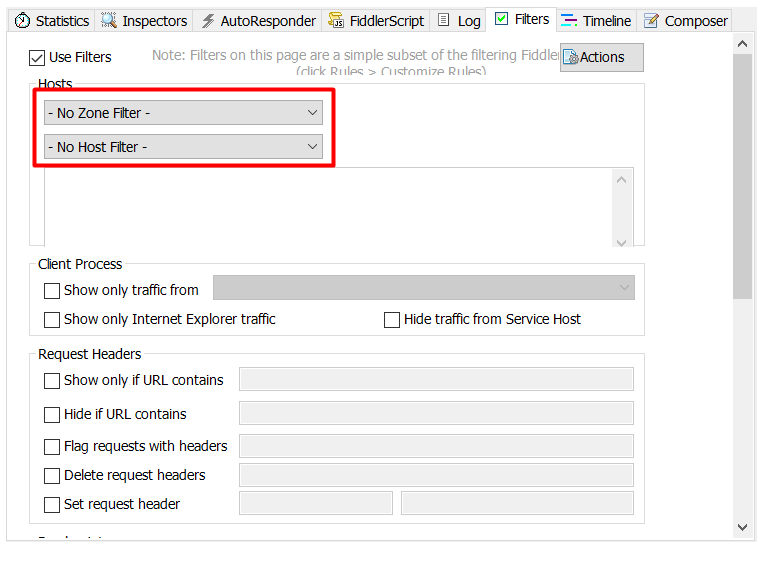 Statistics Inspectors AutoResponder FiddlerScript Log Filters Timeline Composer
Use Filters
Note: Filters on this page are a simple subset of the filtering Fiddler
(click Rules > Customize Rules)
Actions
Hosts
- No Zone Filter -
- No Host Filter -
Client Process
Show only traffic from
Show only Internet Explorer traffic Hide traffic from Service Host
Request Headers
Show only if URL contains
Hide if URL contains
Flag requests with headers
Delete request headers
Set request header